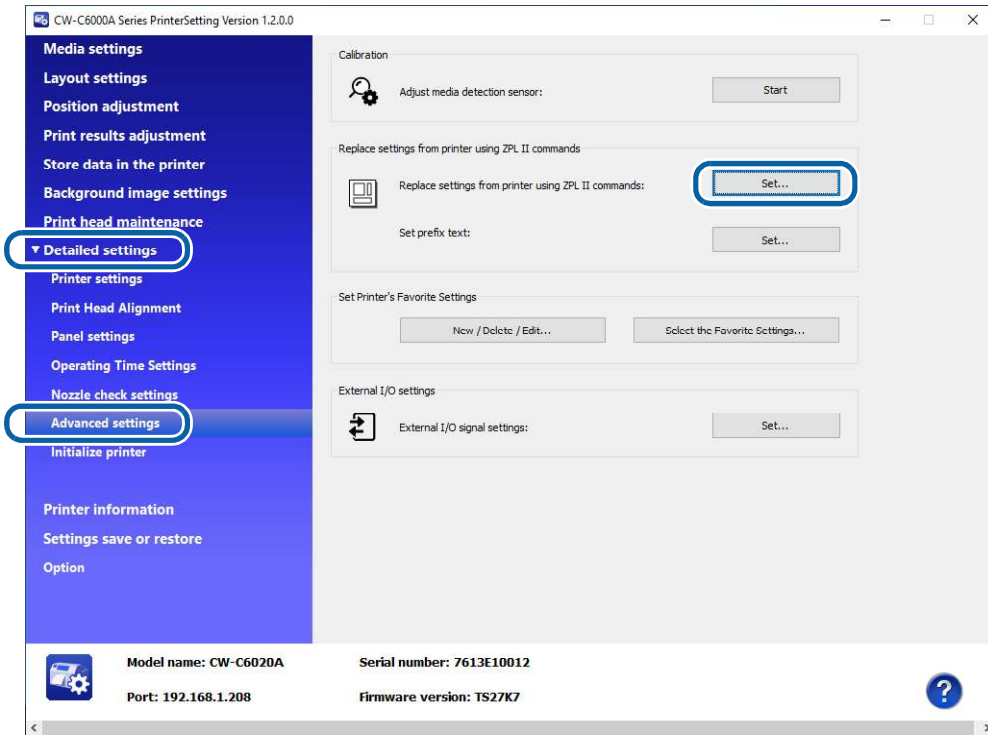 CW-C6000A Series PrinterSetting Version 1.2.0.0
Media settings
Layout settings
Position adjustment
Print results adjustment
Store data in the printer
Background image settings
Print head maintenance
Detailed settings
Printer settings
Print Head Alignment
Panel settings
Operating Time Settings
Nozzle check settings
Advanced settings
Initialize printer
Printer information
Settings save or restore
Option
Calibration
Adjust media detection sensor:
Start
Replace settings from printer using ZPL II commands
Replace settings from printer using ZPL II commands:
Set...
Set prefix text:
Set...
Set Printer's Favorite Settings
New / Delete / Edit...
Select the Favorite Settings...
External I/O settings
External I/O signal settings:
Set...
Model name: CW-C6020A
Serial number: 7613E10012
Port: 192.168.1.208
Firmware version: TS27K7
?